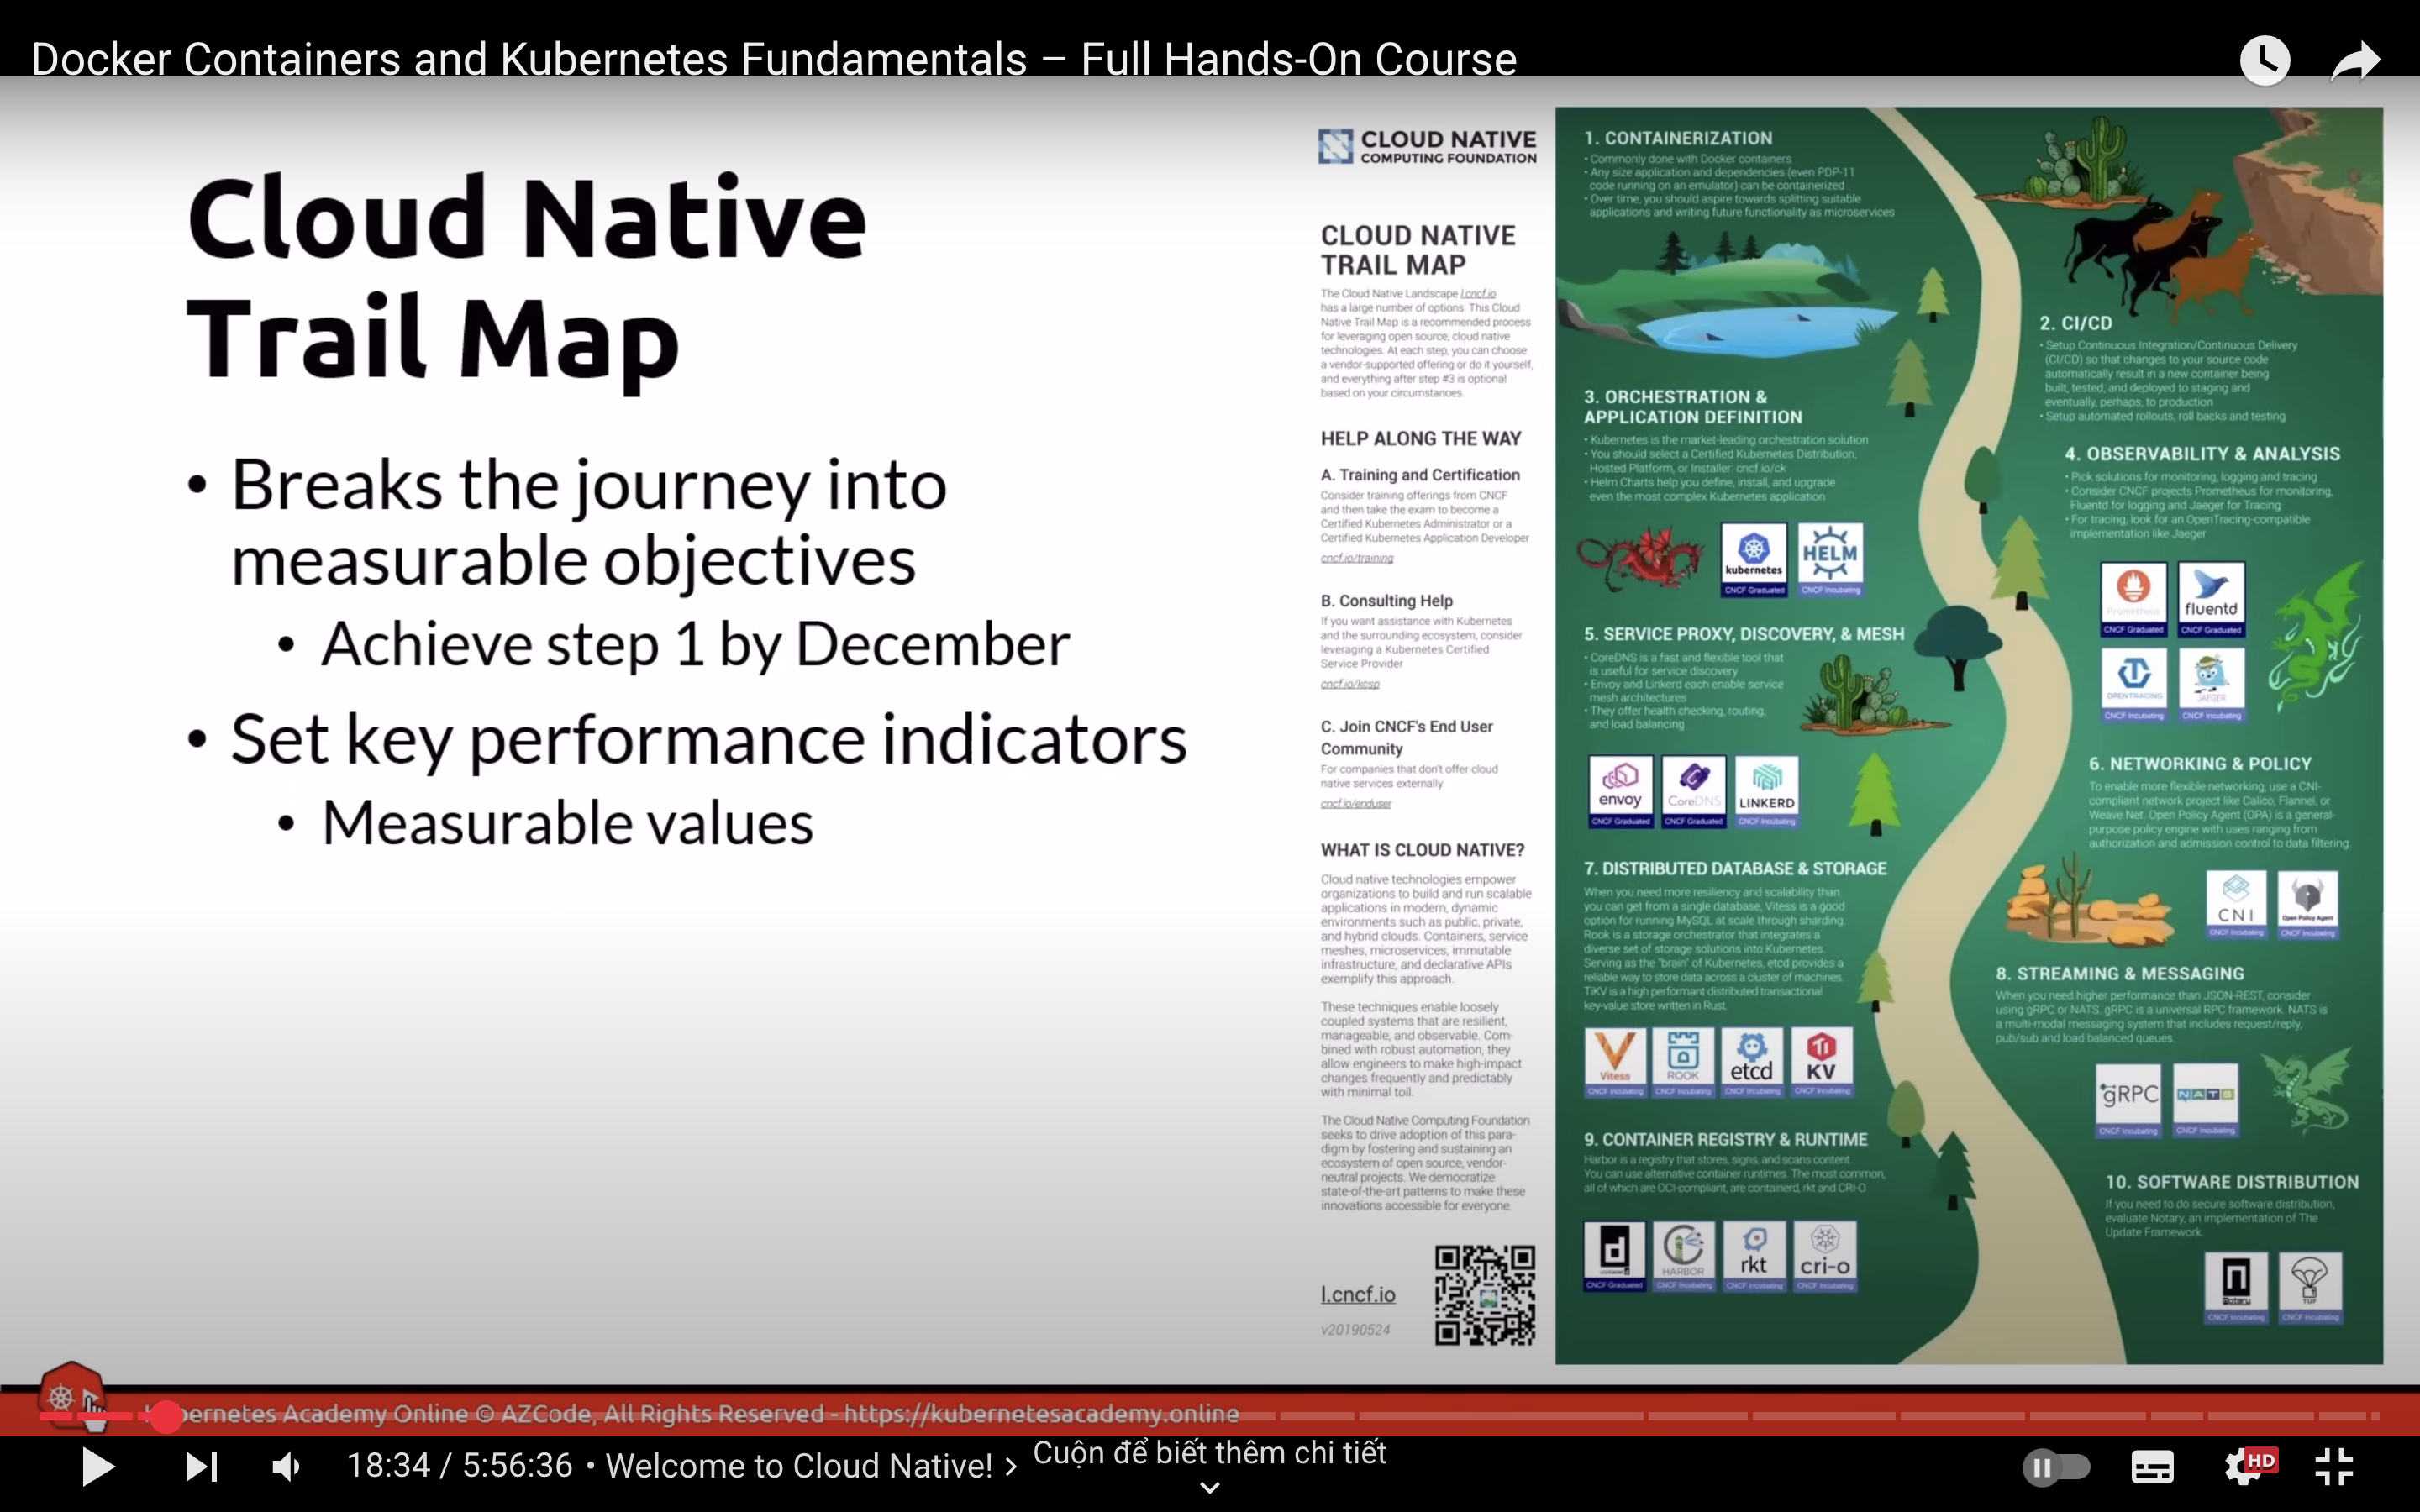 Docker Containers and Kubernetes Fundamentals – Full Hands-On Course
Cloud Native
Trail Map
• Breaks the journey into
measurable objectives
• Achieve step 1 by December
• Set key performance indicators
• Measurable values
CLOUD NATIVE
COMPUTING FOUNDATION
CLOUD NATIVE
TRAIL MAP
The Cloud Native Landscape l.cncf.io
has a large number of options. This Cloud
Native Trail Map is a recommended process
for leveraging open source, cloud native
technologies. At each step, you can choose
a vendor-supported offering or do it yourself,
and everything after step #3 is optional
based on your circumstances.
HELP ALONG THE WAY
A. Training and Certification
Consider training offerings from CNCF
and then take the exam to become a
Certified Kubernetes Administrator or a
Certified Kubernetes Application Developer
cncf.io/training
B. Consulting Help
If you want assistance with Kubernetes
and the surrounding ecosystem, consider
leveraging a Kubernetes Certified
Service Provider
cncf.io/kcsp
C. Join CNCF's End User
Community
For companies that don't offer cloud
native services externally
cncf.io/enduser
WHAT IS CLOUD NATIVE?
Cloud native technologies empower
organizations to build and run scalable
applications in modern, dynamic
environments such as public, private,
and hybrid clouds. Containers, service
meshes, microservices, immutable
infrastructure, and declarative APIs
exemplify this approach.
These techniques enable loosely
coupled systems that are resilient,
manageable, and observable. Com-
bined with robust automation, they
allow engineers to make high-impact
changes frequently and predictably
with minimal toil.
The Cloud Native Computing Foundation
seeks to drive adoption of this para-
digm by fostering and sustaining an
ecosystem of open source, vendor-
neutral projects. We democratize
state-of-the-art patterns to make these
innovations accessible for everyone.
l.cncf.io
v20190524
1. CONTAINERIZATION
• Commonly done with Docker containers
• Any size application and dependencies (even PDP-11
code running on an emulator) can be containerized
• Over time, you should aspire towards splitting suitable
applications and writing future functionality as microservices
2. CI/CD
• Setup Continuous Integration/Continuous Delivery
(CI/CD) so that changes to your source code
automatically result in a new container being
built, tested, and deployed to staging and
eventually, perhaps, to production
• Setup automated rollouts, roll backs and testing
3. ORCHESTRATION &
APPLICATION DEFINITION
• Kubernetes is the market-leading orchestration solution
• You should select a Certified Kubernetes Distribution,
Hosted Platform, or Installer: cncf.io/ck
• Helm Charts help you define, install, and upgrade
even the most complex Kubernetes application
kubernetes
CNCF Graduated
HELM
CNCF Incubating
4. OBSERVABILITY & ANALYSIS
• Pick solutions for monitoring, logging and tracing
• Consider CNCF projects Prometheus for monitoring,
Fluentd for logging and Jaeger for Tracing
• For tracing, look for an OpenTracing-compatible
implementation like Jaeger
Prometheus
CNCF Graduated
fluentd
CNCF Graduated
OPENTRACING
CNCF Incubating
JAEGER
CNCF Incubating
5. SERVICE PROXY, DISCOVERY, & MESH
• CoreDNS is a fast and flexible tool that
is useful for service discovery
• Envoy and Linkerd each enable service
mesh architectures
• They offer health checking, routing,
and load balancing
envoy
CNCF Graduated
CoreDNS
CNCF Graduated
LINKERD
CNCF Incubating
6. NETWORKING & POLICY
To enable more flexible networking, use a CNI-
compliant network project like Calico, Flannel, or
Weave Net. Open Policy Agent (OPA) is a general-
purpose policy engine with uses ranging from
authorization and admission control to data filtering.
CNI
CNCF Incubating
Open Policy Agent
CNCF Incubating
7. DISTRIBUTED DATABASE & STORAGE
When you need more resiliency and scalability than
you can get from a single database, Vitess is a good
option for running MySQL at scale through sharding.
Rook is a storage orchestrator that integrates a
diverse set of storage solutions into Kubernetes.
Serving as the "brain" of Kubernetes, etcd provides a
reliable way to store data across a cluster of machines.
TiKV is a high performant distributed transactional
key-value store written in Rust.
Vitess
CNCF Incubating
ROOK
CNCF Incubating
etcd
CNCF Incubating
KV
CNCF Incubating
8. STREAMING & MESSAGING
When you need higher performance than JSON-REST, consider
using gRPC or NATS. gRPC is a universal RPC framework. NATS is
a multi-modal messaging system that includes request/reply,
pub/sub and load balanced queues.
gRPC
CNCF Incubating
NATS
CNCF Incubating
9. CONTAINER REGISTRY & RUNTIME
Harbor is a registry that stores, signs, and scans content.
You can use alternative container runtimes. The most common,
all of which are OCI-compliant, are containerd, rkt and CRI-O.
containerd
CNCF Graduated
HARBOR
CNCF Incubating
rkt
CNCF Incubating
cri-o
CNCF Incubating
10. SOFTWARE DISTRIBUTION
If you need to do secure software distribution,
evaluate Notary, an implementation of The
Update Framework.
Notary
CNCF Incubating
TUF
CNCF Incubating
Academy Online © AZCode, All Rights Reserved - https://kubernetesacademy.online
18:34 / 5:56:36 • Welcome to Cloud Native! ›
Cuộn để biết thêm chi tiết
HD